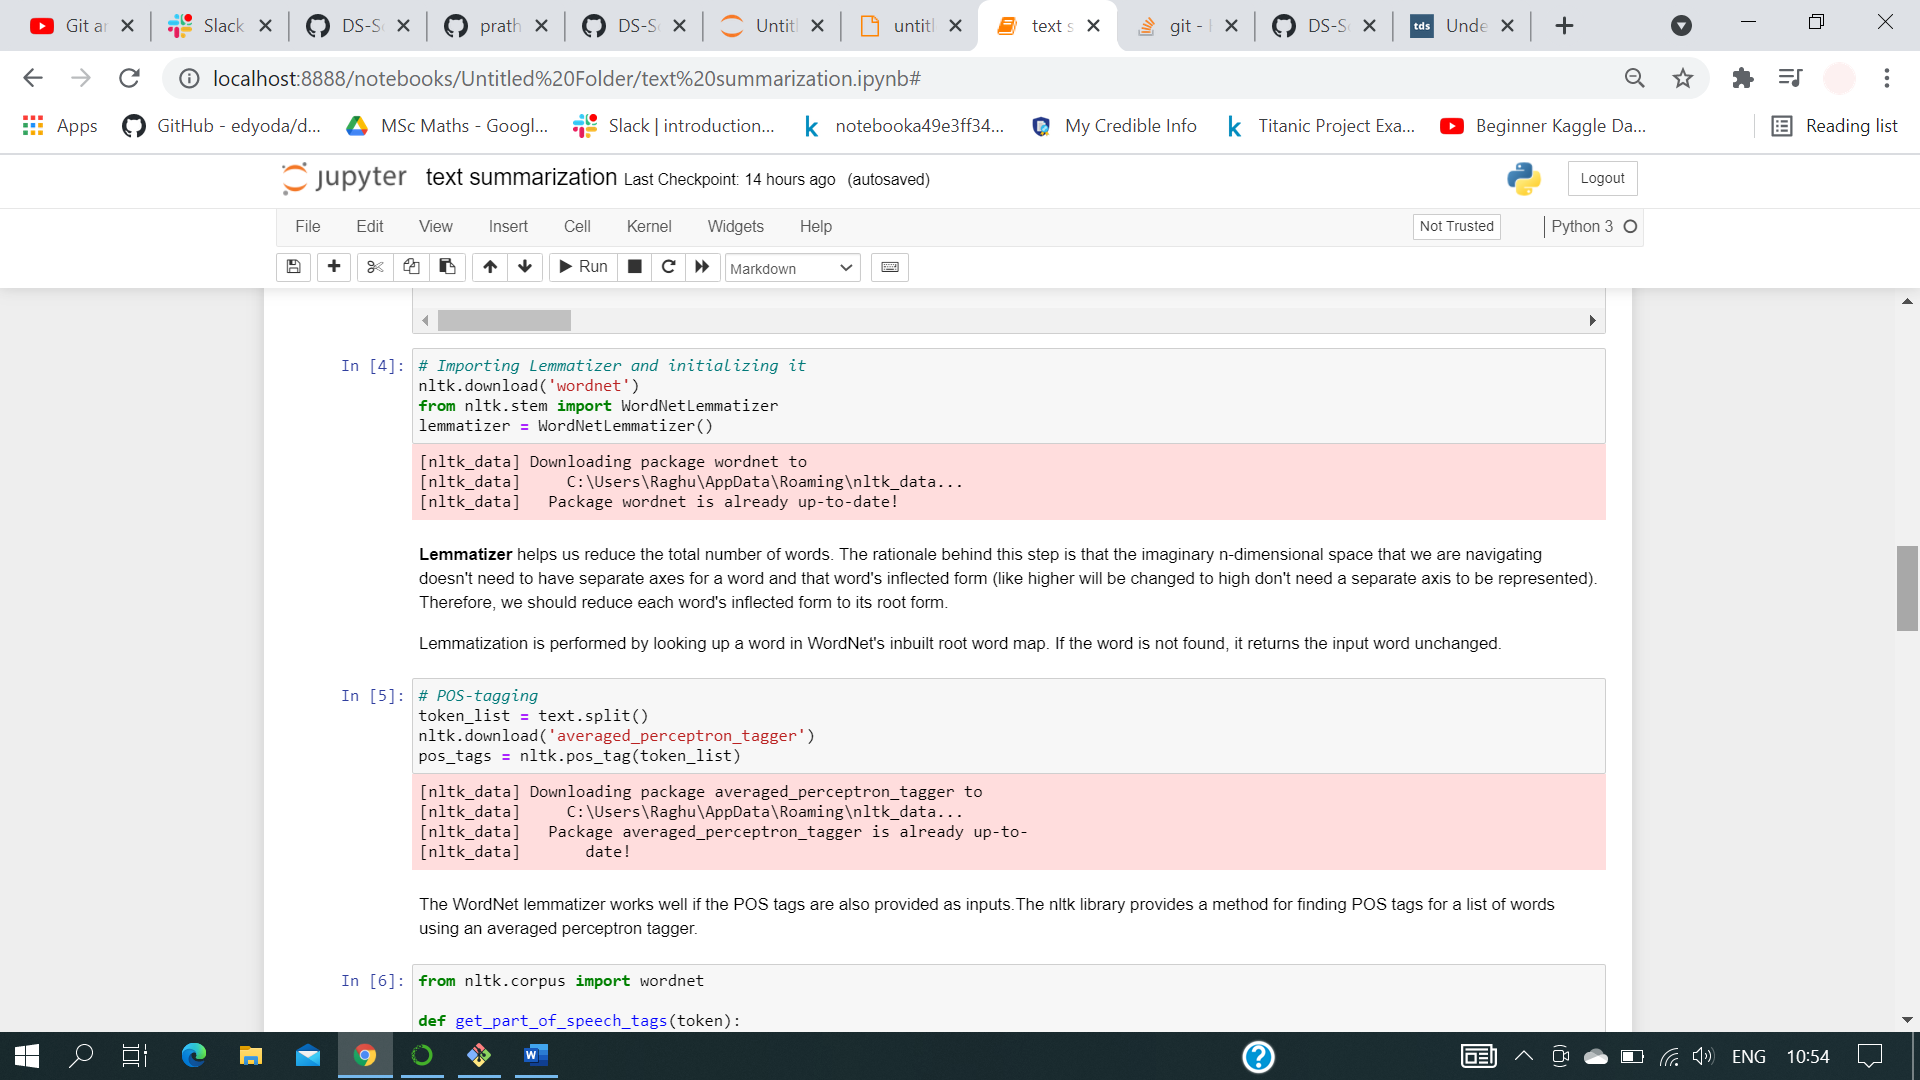 Git ar
Slack
DS-S
prath
DS-S
Untit
untitl
text s
git - 
DS-S
tds
Unde
localhost:8888/notebooks/Untitled%20Folder/text%20summarization.ipynb#
Apps
GitHub - edyoda/d...
MSc Maths - Googl...
Slack | introduction...
k notebooka49e3ff34...
My Credible Info
k Titanic Project Exa...
Beginner Kaggle Da...
Reading list
jupyter text summarization Last Checkpoint: 14 hours ago (autosaved)
Logout
File Edit View Insert Cell Kernel Widgets Help
Not Trusted
Python 3
Run
Markdown
In [4]: # Importing Lemmatizer and initializing it
nltk.download('wordnet')
from nltk.stem import WordNetLemmatizer
lemmatizer = WordNetLemmatizer()
[nltk_data] Downloading package wordnet to
[nltk_data]     C:\Users\Raghu\AppData\Roaming\nltk_data...
[nltk_data]   Package wordnet is already up-to-date!
Lemmatizer helps us reduce the total number of words. The rationale behind this step is that the imaginary n-dimensional space that we are navigating
doesn't need to have separate axes for a word and that word's inflected form (like higher will be changed to high don't need a separate axis to be represented).
Therefore, we should reduce each word's inflected form to its root form.
Lemmatization is performed by looking up a word in WordNet's inbuilt root word map. If the word is not found, it returns the input word unchanged.
In [5]: # POS-tagging
token_list = text.split()
nltk.download('averaged_perceptron_tagger')
pos_tags = nltk.pos_tag(token_list)
[nltk_data] Downloading package averaged_perceptron_tagger to
[nltk_data]     C:\Users\Raghu\AppData\Roaming\nltk_data...
[nltk_data]   Package averaged_perceptron_tagger is already up-to-
[nltk_data]       date!
The WordNet lemmatizer works well if the POS tags are also provided as inputs.The nltk library provides a method for finding POS tags for a list of words
using an averaged perceptron tagger.
In [6]: from nltk.corpus import wordnet
def get_part_of_speech_tags(token):
W
?
ENG
10:54